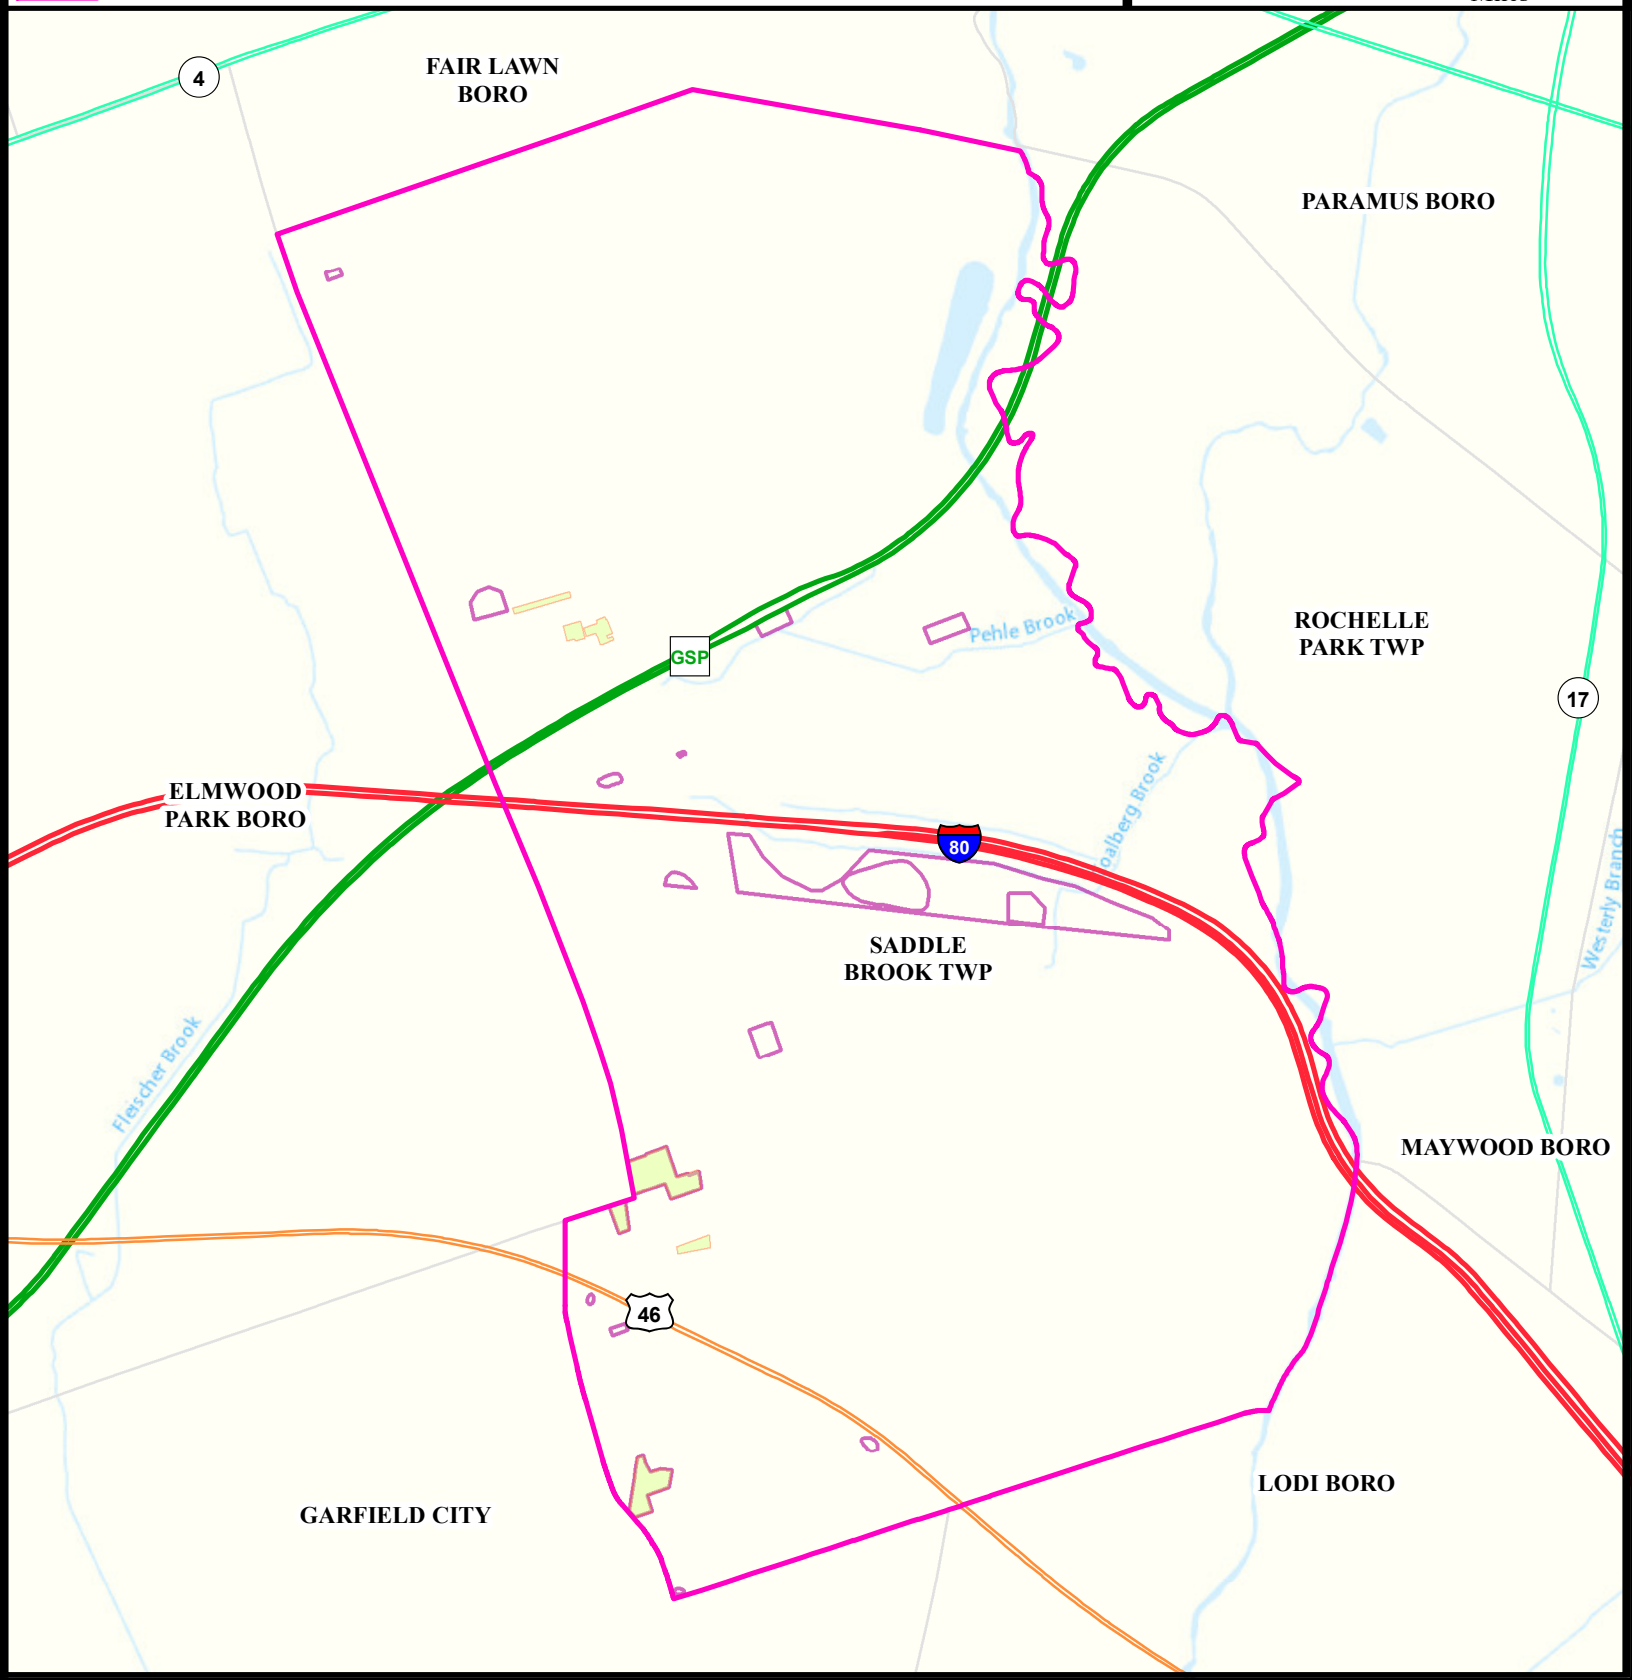 4
FAIR LAWN
BORO
PARAMUS BORO
ROCHELLE
PARK TWP
Pehle Brook
GSP
17
ELMWOOD
PARK BORO
80
oalberg Brook
Westerly Branch
SADDLE
BROOK TWP
Fleischer Brook
MAYWOOD BORO
46
LODI BORO
GARFIELD CITY